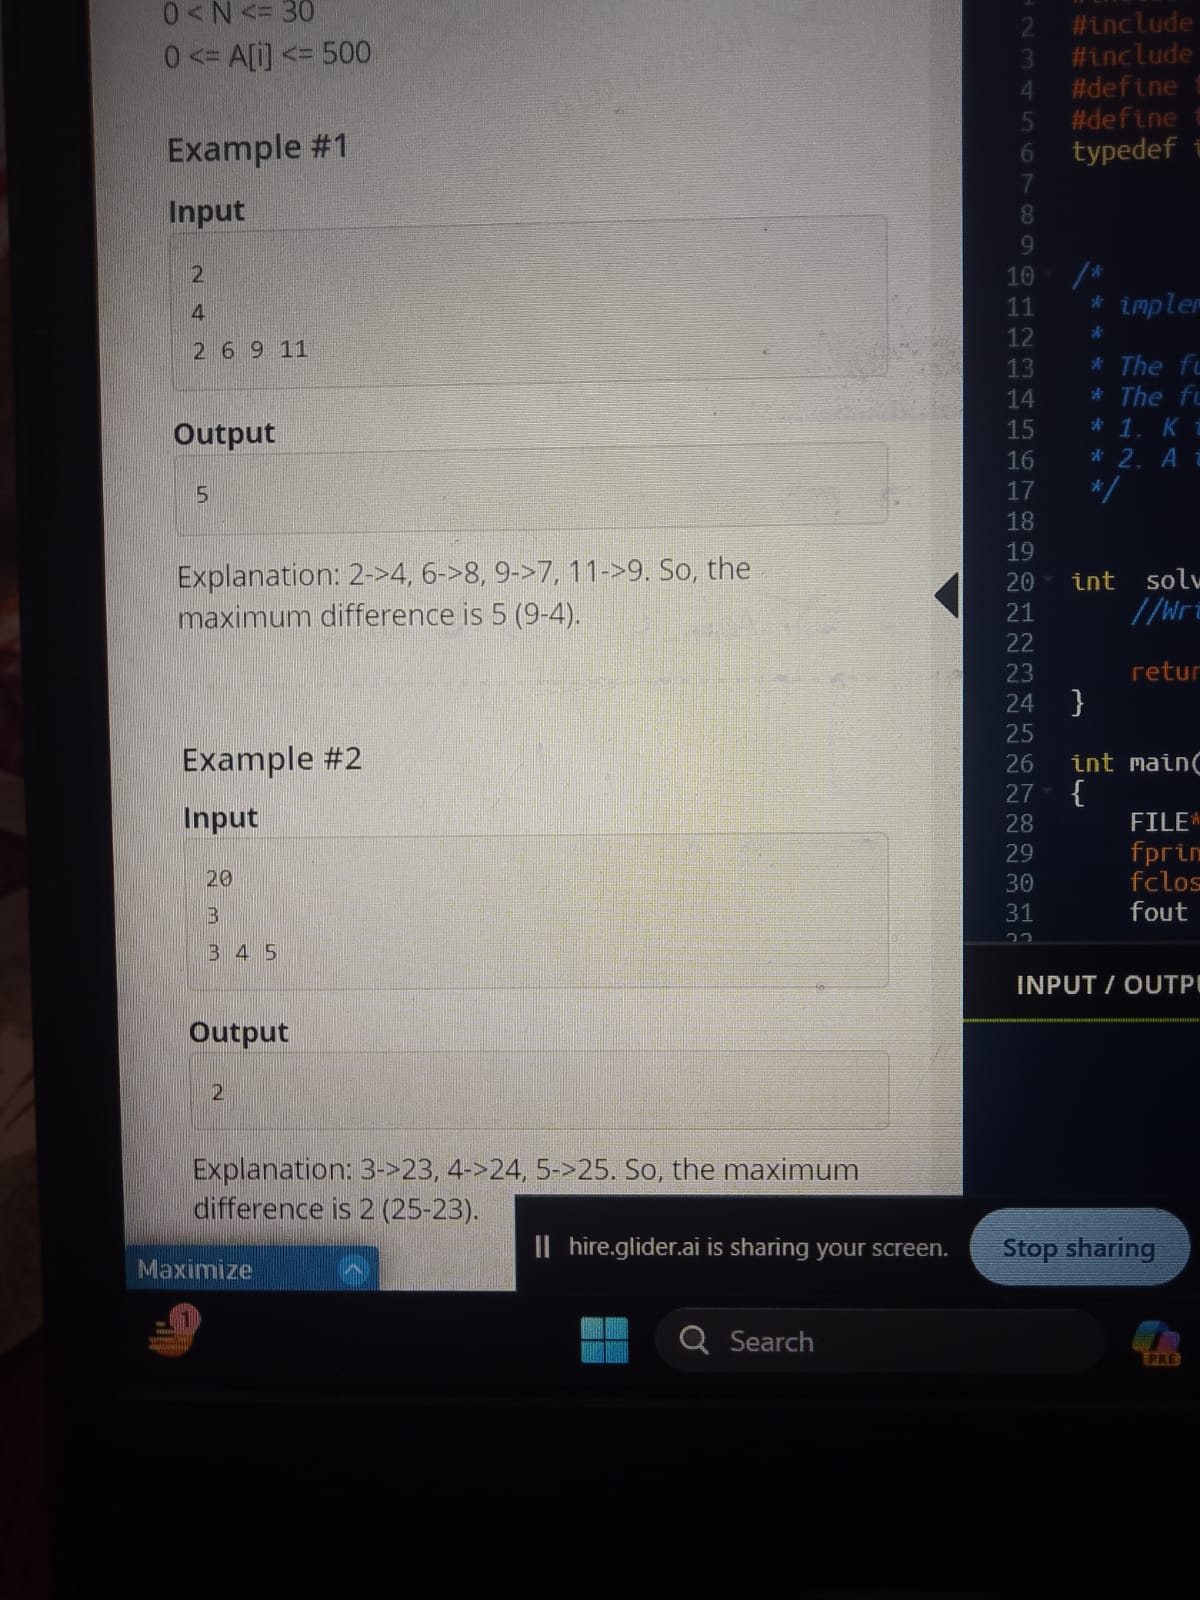 0 < N <= 30
0 <= A[i] <= 500
Example #1
Input
2
4
2 6 9 11
Output
5
Explanation: 2->4, 6->8, 9->7, 11->9. So, the
maximum difference is 5 (9-4).
Example #2
Input
20
3
3 4 5
Output
2
Explanation: 3->23, 4->24, 5->25. So, the maximum
difference is 2 (25-23).
Maximize
2 #include
3 #include
4 #define
5 #define
6 typedef
7
8
9
10 /*
11 * implem
12 *
13 * The fu
14 * The fu
15 * 1. K
16 * 2. A
17 */
18
19
20 int solv
21 //Wri
22
23 retur
24 }
25
26 int main(
27 {
28 FILE*
29 fprin
30 fclos
31 fout
INPUT / OUTPU
hire.glider.ai is sharing your screen.
Stop sharing
1
Search
PRE